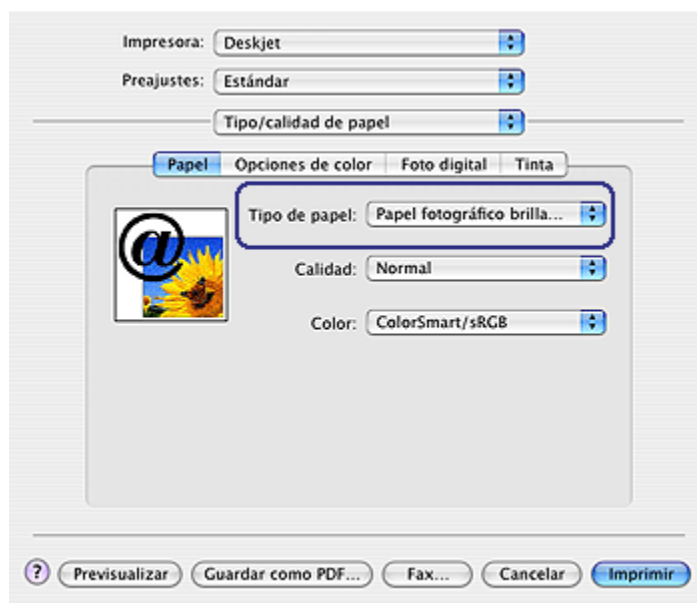 Impresora: Deskjet
Preajustes: Estándar
Tipo/calidad de papel
Papel Opciones de color Foto digital Tinta
Tipo de papel: Papel fotográfico brilla...
@
Calidad: Normal
Color: ColorSmart/sRGB
? Previsualizar Guardar como PDF... Fax... Cancelar Imprimir